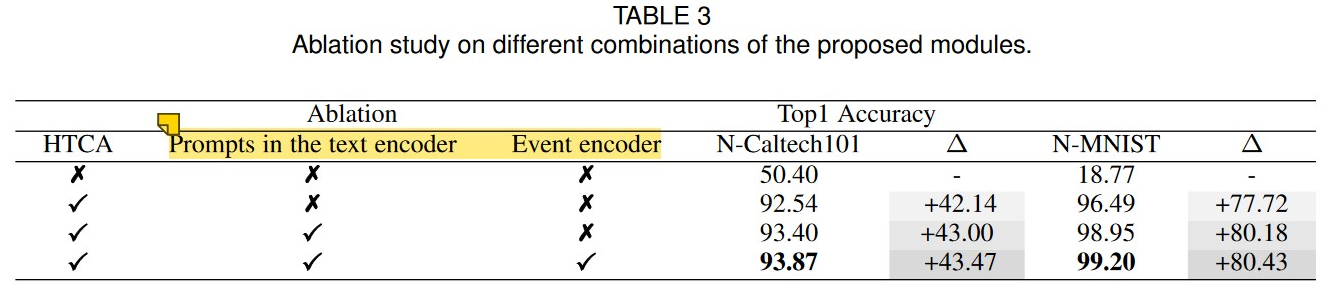 TABLE 3
Ablation study on different combinations of the proposed modules.
Ablation Top1 Accuracy
HTCA Prompts in the text encoder Event encoder N-Caltech101 Δ N-MNIST Δ
✗ ✗ ✗ 50.40 - 18.77 -
✓ ✗ ✗ 92.54 +42.14 96.49 +77.72
✓ ✓ ✗ 93.40 +43.00 98.95 +80.18
✓ ✓ ✓ 93.87 +43.47 99.20 +80.43